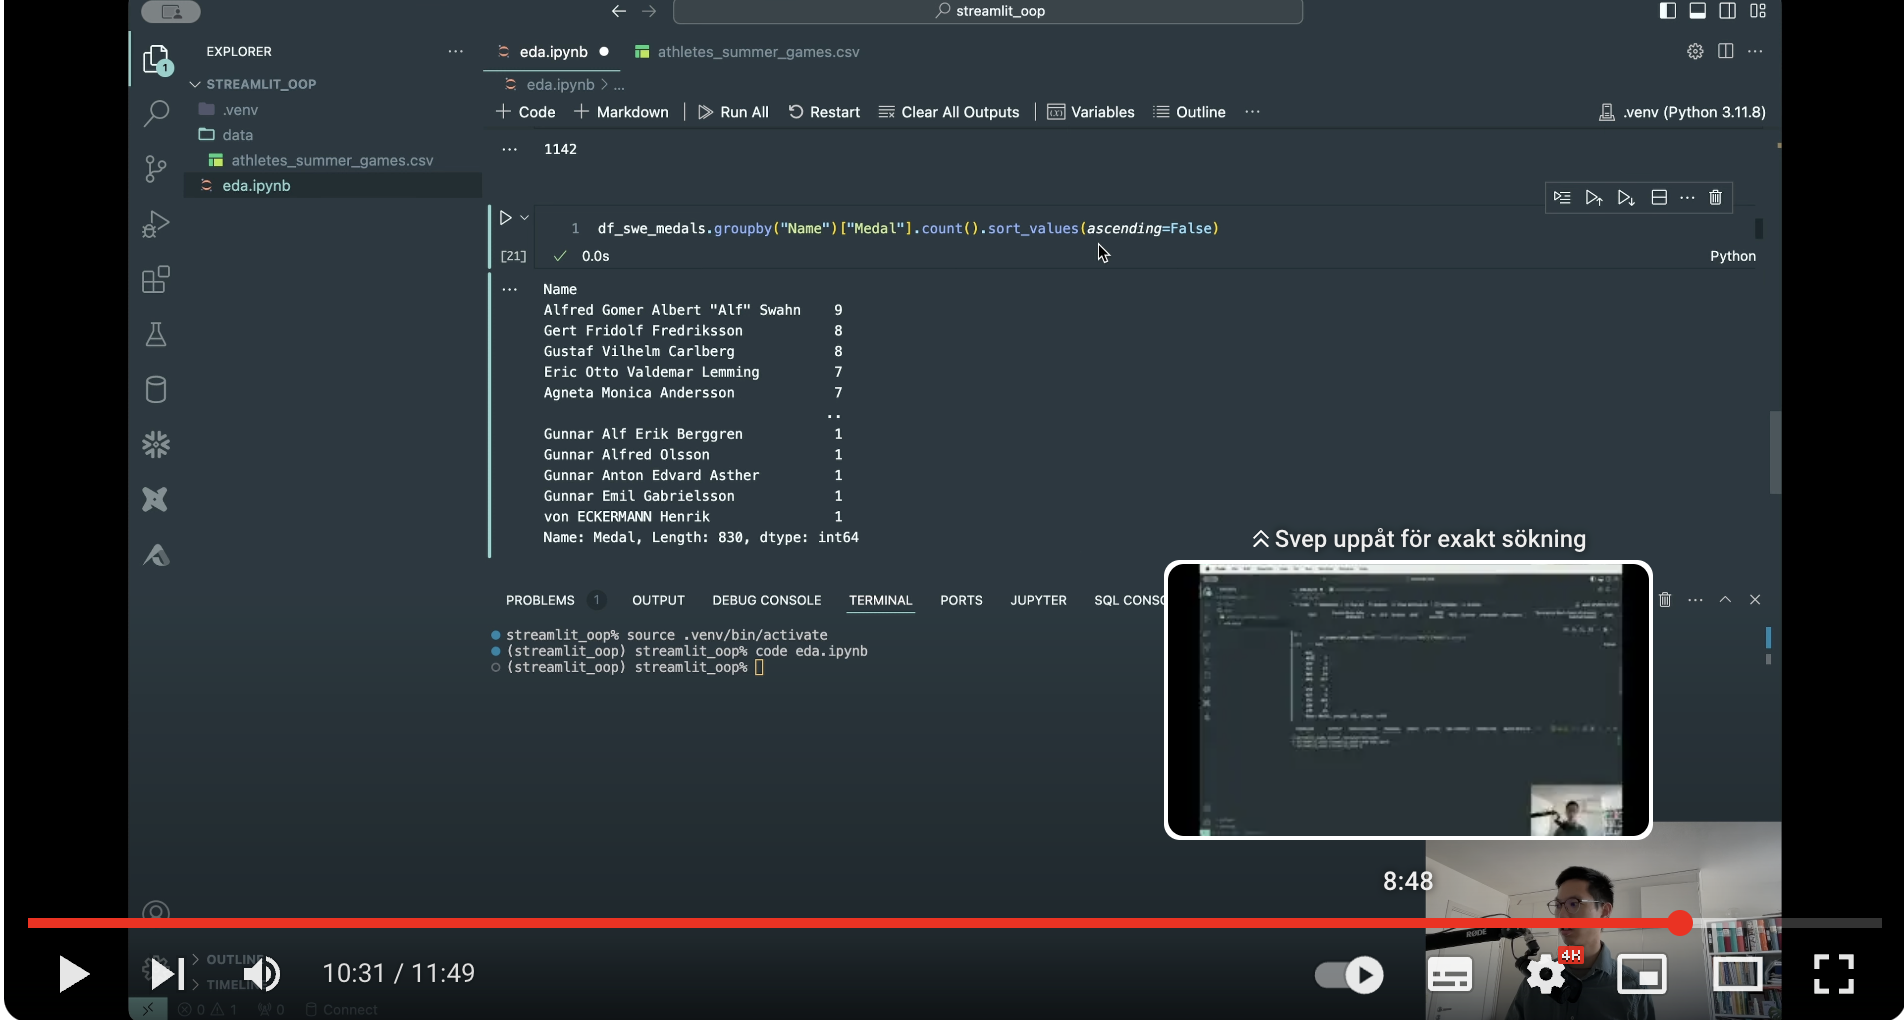 streamlit_oop
EXPLORER
STREAMLIT_OOP
.venv
data
athletes_summer_games.csv
eda.ipynb
1
eda.ipynb
athletes_summer_games.csv
eda.ipynb > ...
Code
Markdown
Run All
Restart
Clear All Outputs
Variables
Outline
.venv (Python 3.11.8)
1142
1 df_swe_medals.groupby("Name")["Medal"].count().sort_values(ascending=False)
[21] 0.0s
Python
Name
Alfred Gomer Albert "Alf" Swahn 9
Gert Fridolf Fredriksson 8
Gustaf Vilhelm Carlberg 8
Eric Otto Valdemar Lemming 7
Agneta Monica Andersson 7
..
Gunnar Alf Erik Berggren 1
Gunnar Alfred Olsson 1
Gunnar Anton Edvard Asther 1
Gunnar Emil Gabrielsson 1
von ECKERMANN Henrik 1
Name: Medal, Length: 830, dtype: int64
Svep uppåt för exakt sökning
PROBLEMS 1 OUTPUT DEBUG CONSOLE TERMINAL PORTS JUPYTER SQL CONSO
streamlit_oop% source .venv/bin/activate
(streamlit_oop) streamlit_oop% code eda.ipynb
(streamlit_oop) streamlit_oop%
8:48
RØDE
OUTLINE
TIMELIN
10:31 / 11:49
4K
0 1 0 Connect